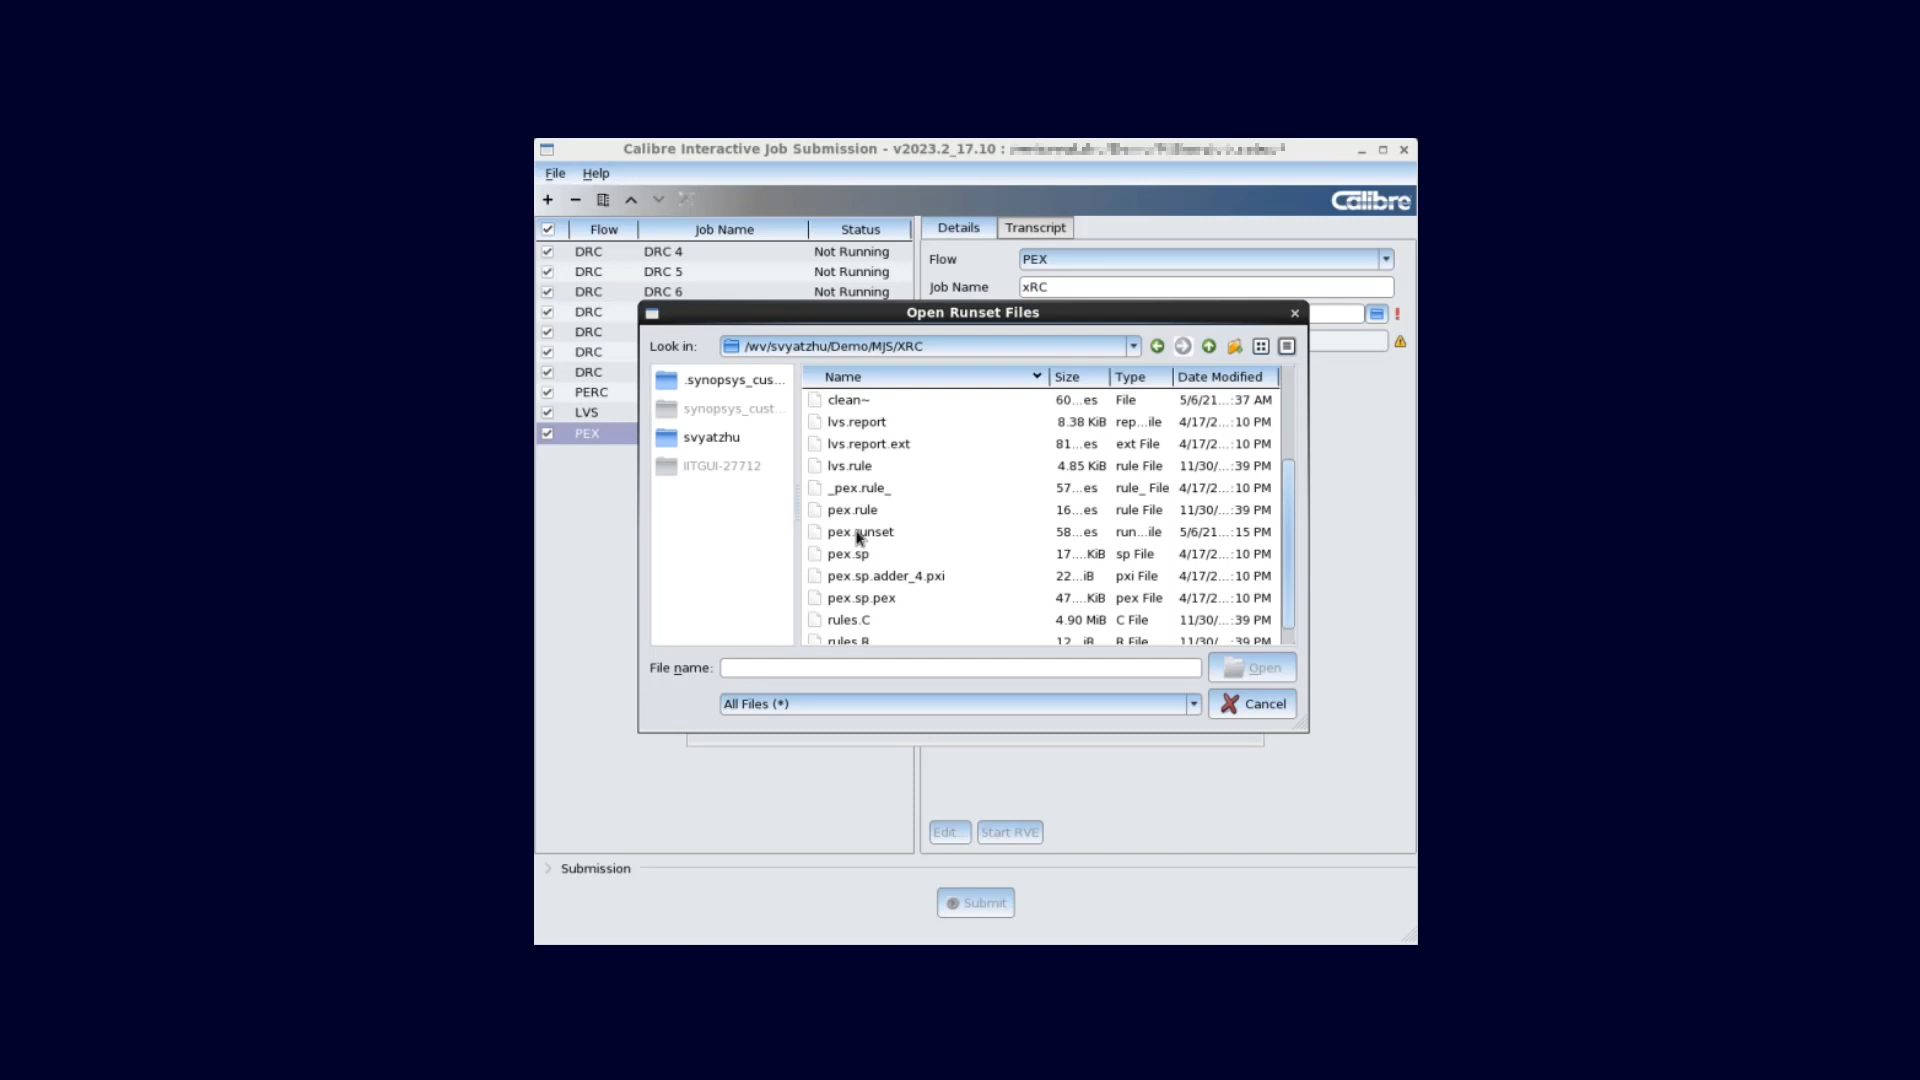 Calibre Interactive Job Submission - v2023.2_17.10 :
File Help
Calibre
Flow Job Name Status
Details Transcript
DRC DRC 4 Not Running
DRC DRC 5 Not Running
DRC DRC 6 Not Running
DRC
DRC
DRC
DRC
PERC
LVS
PEX
Flow PEX
Job Name xRC
Open Runset Files
Look in: /wv/svyatzhu/Demo/MJS/XRC
.synopsys_cus...
synopsys_cust...
svyatzhu
IITGUI-27712
Name Size Type Date Modified
clean~ 60...es File 5/6/21...:37 AM
lvs.report 8.38 KiB rep...ile 4/17/2...:10 PM
lvs.report.ext 81...es ext File 4/17/2...:10 PM
lvs.rule 4.85 KiB rule File 11/30/...:39 PM
_pex.rule_ 57...es rule_ File 4/17/2...:10 PM
pex.rule 16...es rule File 11/30/...:39 PM
pex.runset 58...es run...ile 5/6/21...:15 PM
pex.sp 17....KiB sp File 4/17/2...:10 PM
pex.sp.adder_4.pxi 22...iB pxi File 4/17/2...:10 PM
pex.sp.pex 47....KiB pex File 4/17/2...:10 PM
rules.C 4.90 MiB C File 11/30/...:39 PM
rules.R 12...iB R File 11/30/...:39 PM
File name: Open
All Files (*) Cancel
Edit... Start RVE
Submission
Submit